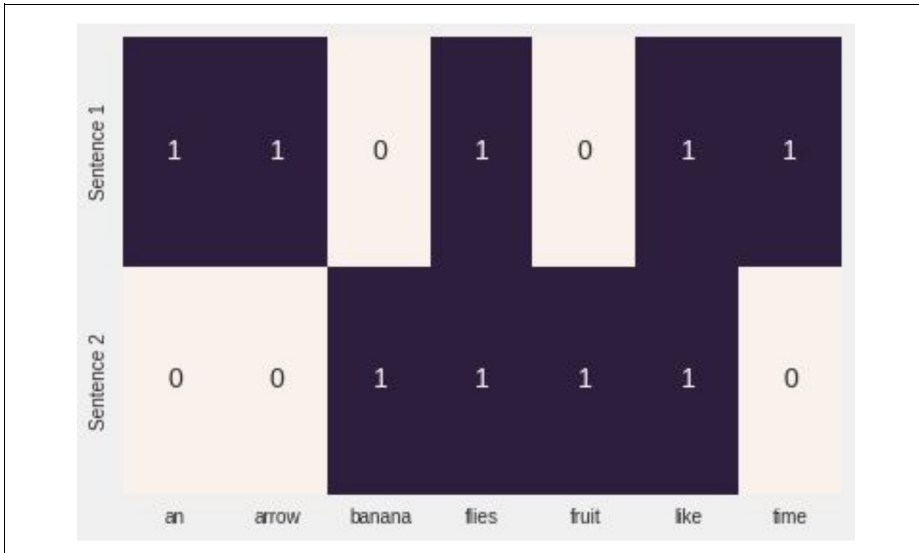 Sentence 1
1 1 0 1 0 1 1
Sentence 2
0 0 1 1 1 1 0
an arrow banana flies fruit like time